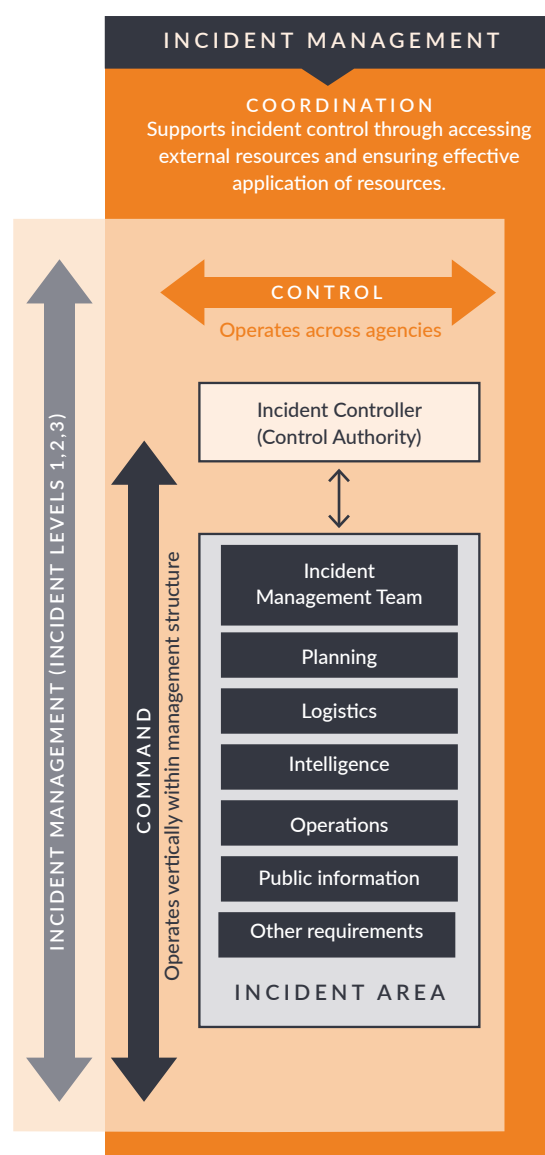 INCIDENT MANAGEMENT
COORDINATION
Supports incident control through accessing
external resources and ensuring effective
application of resources.
CONTROL
Operates across agencies
INCIDENT MANAGEMENT (INCIDENT LEVELS 1,2,3)
COMMAND
Operates vertically within management structure
Incident Controller
(Control Authority)
Incident
Management Team
Planning
Logistics
Intelligence
Operations
Public information
Other requirements
INCIDENT AREA